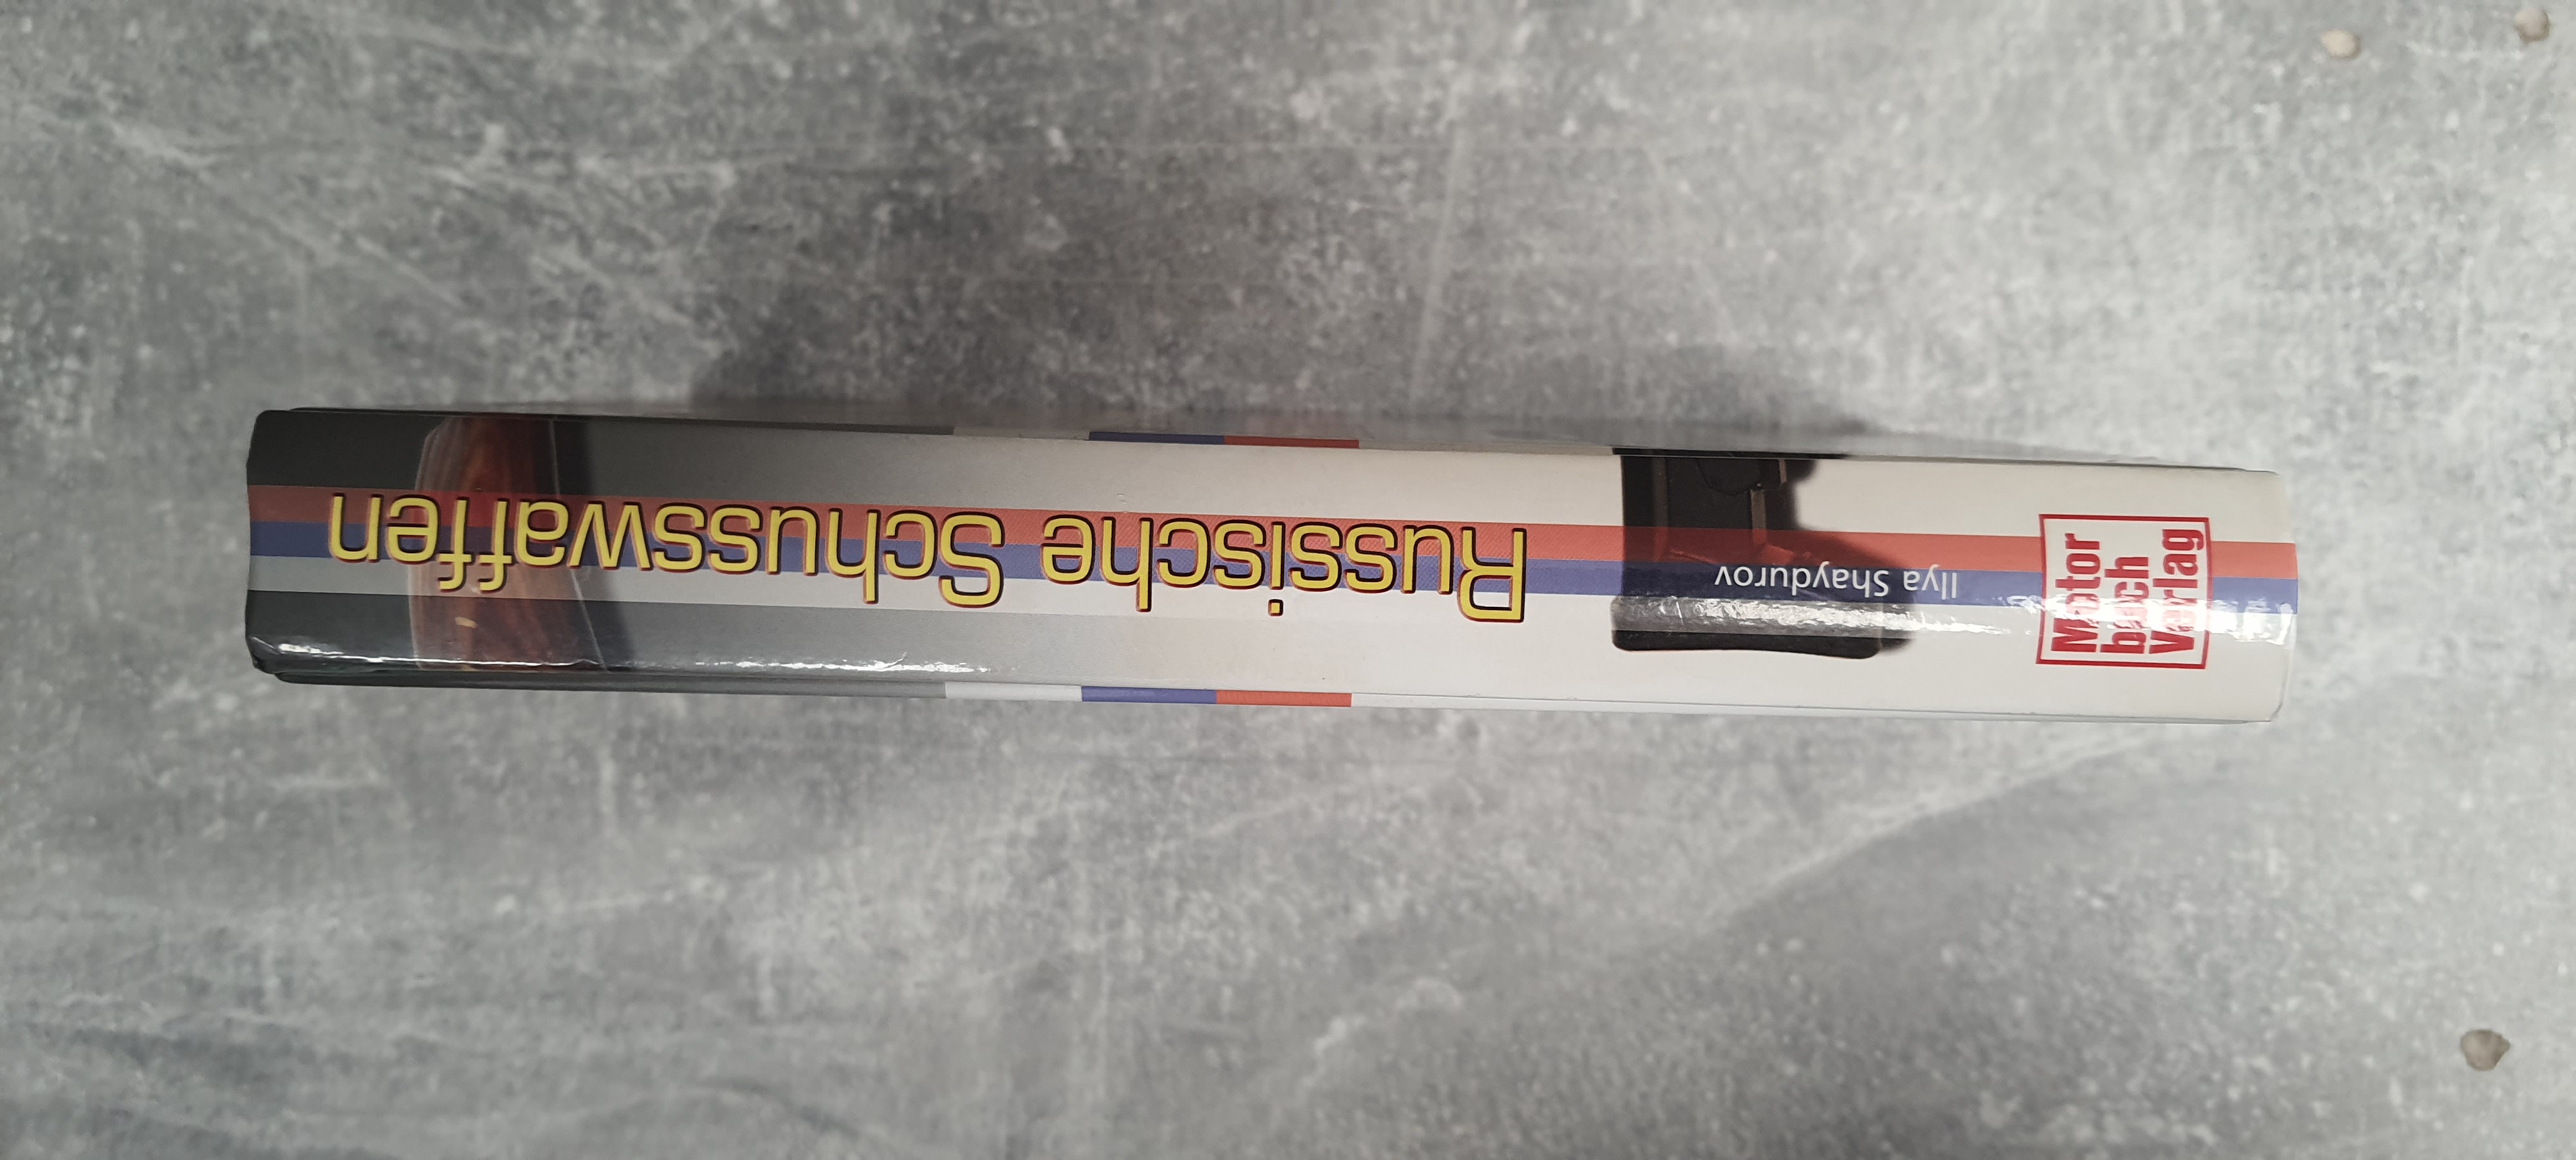 Ilya Shaydurov
Russische Schusswaffen
Motor
buch
Verlag